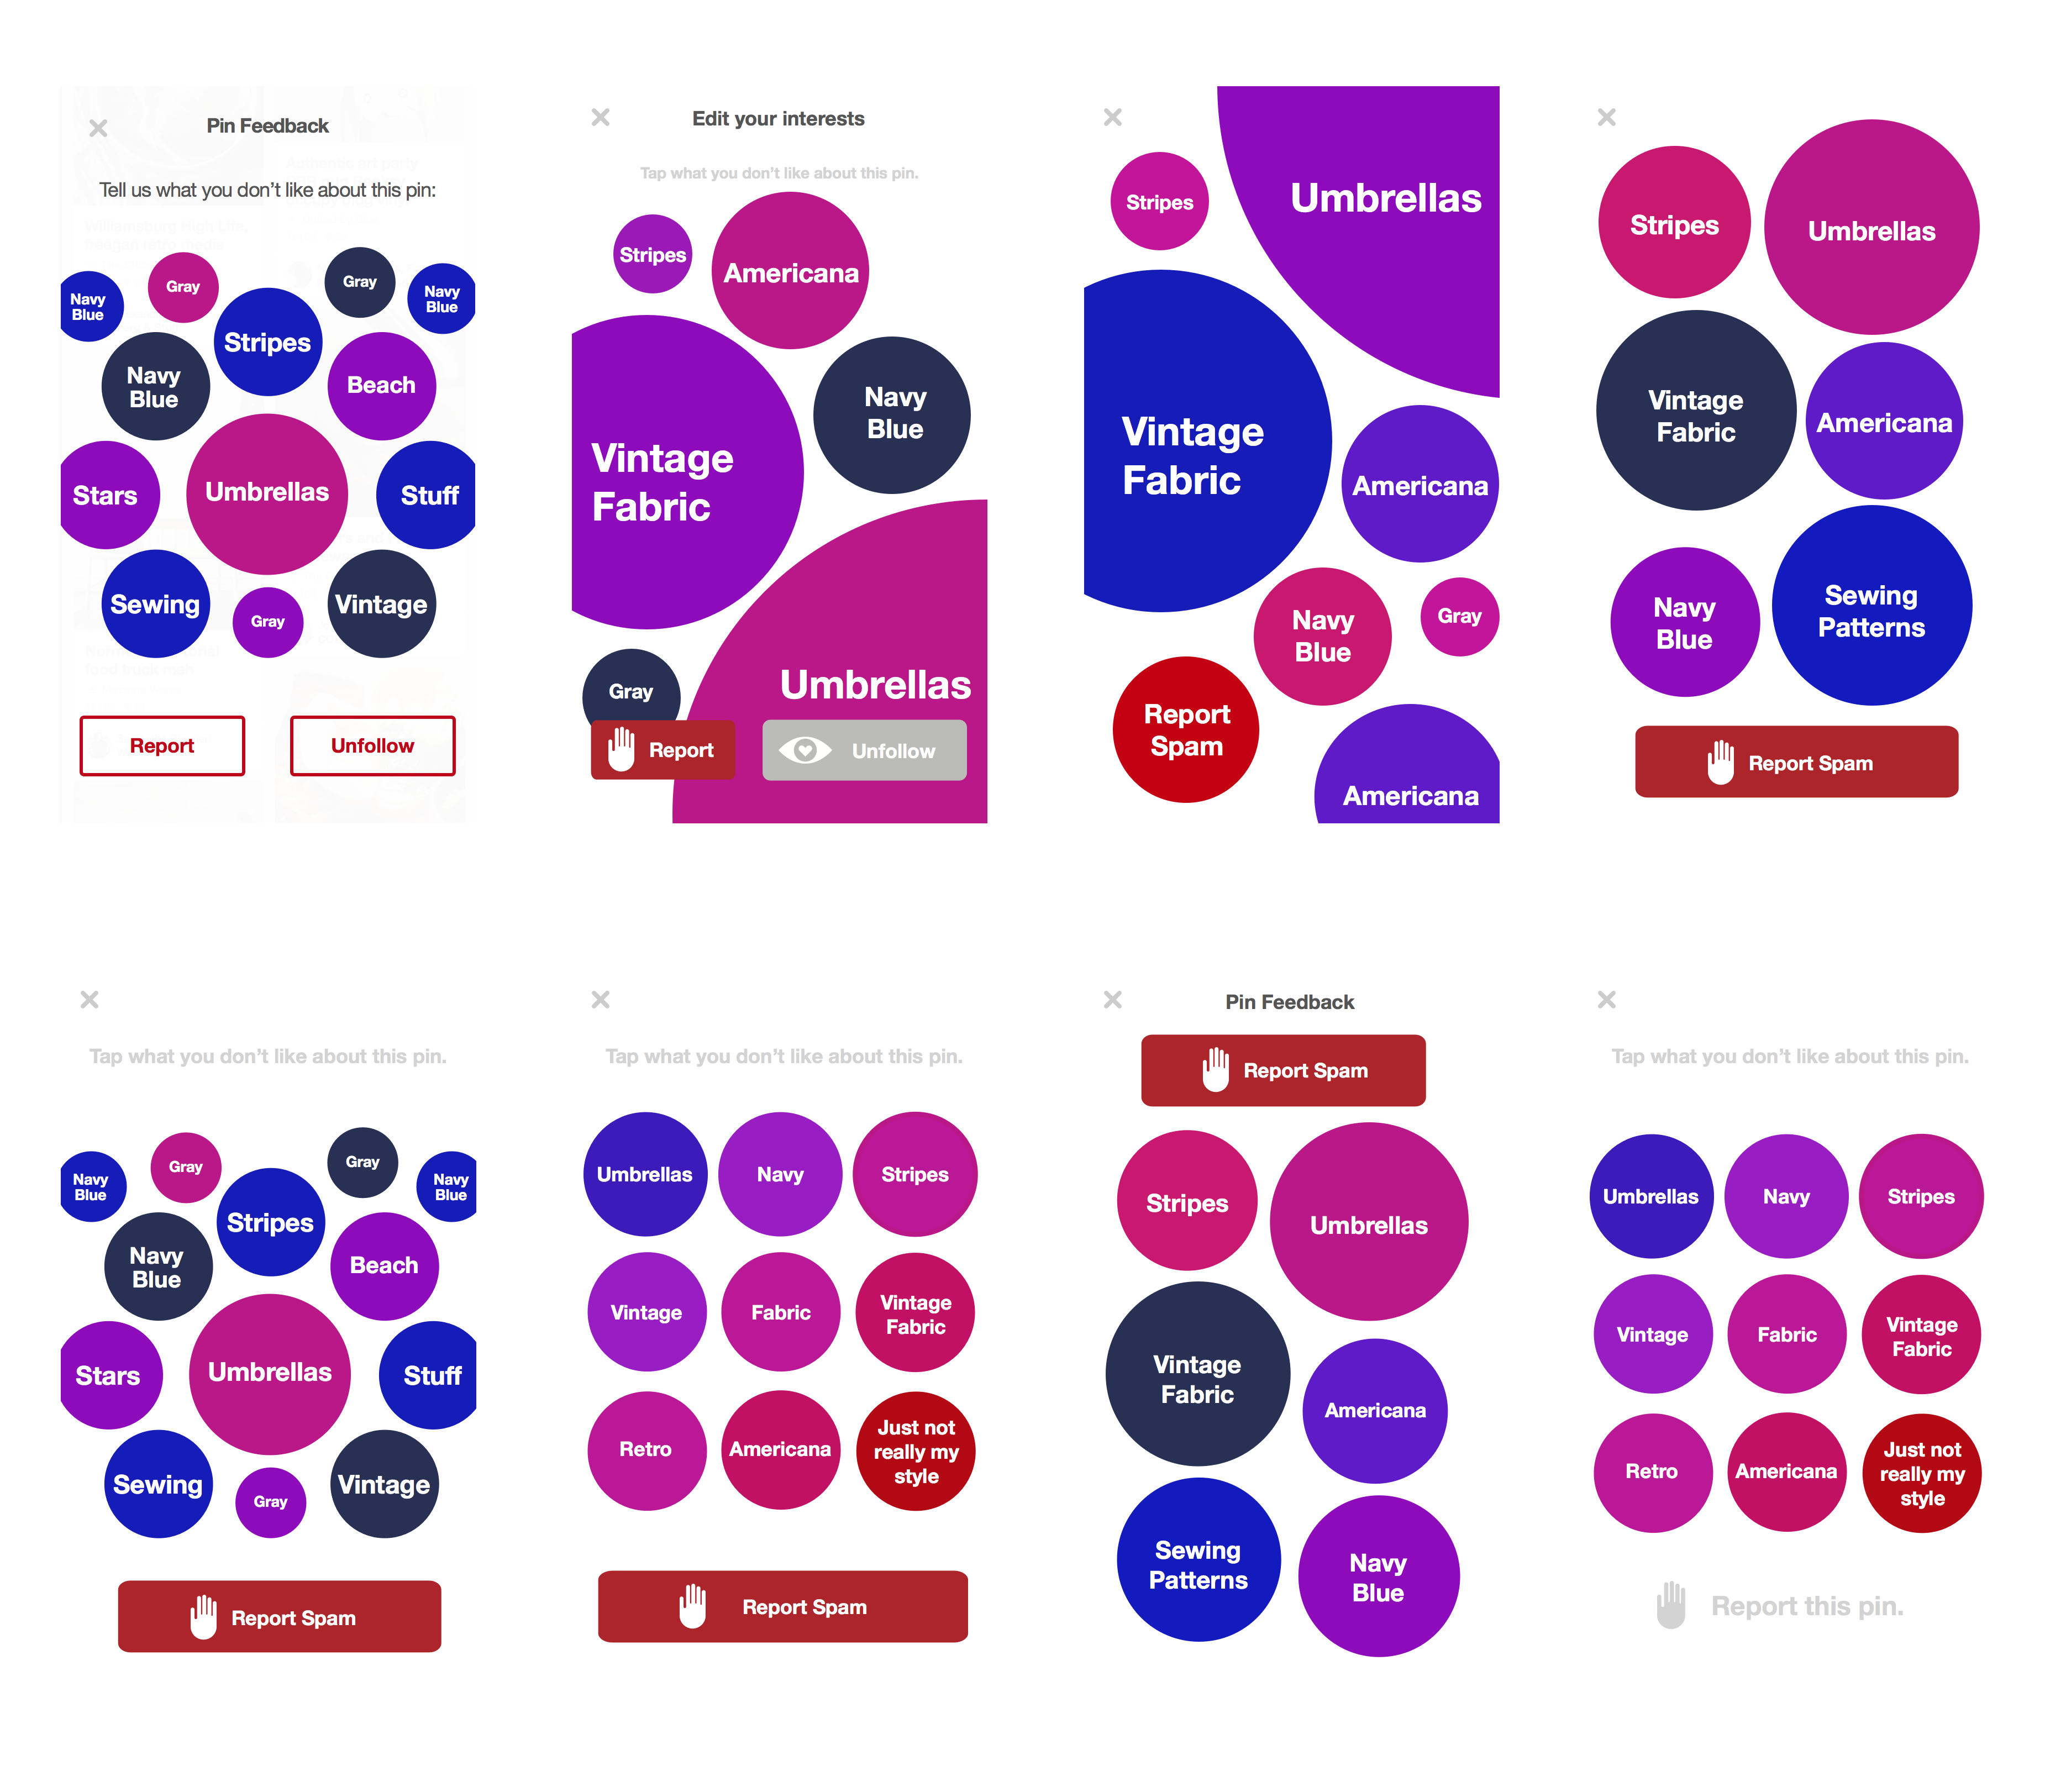 Pin Feedback
Tell us what you don't like about this pin:
Gray
Gray
Navy
Blue
Navy
Blue
Stripes
Navy
Blue
Beach
Stars
Umbrellas
Stuff
Sewing
Gray
Vintage
Report
Unfollow
Edit your interests
Tap what you don't like about this pin.
Stripes
Americana
Navy
Blue
Vintage
Fabric
Gray
Umbrellas
Report
Unfollow
Stripes
Umbrellas
Vintage
Fabric
Americana
Navy
Blue
Gray
Report
Spam
Americana
Stripes
Umbrellas
Vintage
Fabric
Americana
Navy
Blue
Sewing
Patterns
Report Spam
Tap what you don't like about this pin.
Gray
Gray
Navy
Blue
Navy
Blue
Stripes
Navy
Blue
Beach
Stars
Umbrellas
Stuff
Sewing
Gray
Vintage
Report Spam
Tap what you don't like about this pin.
Umbrellas
Navy
Stripes
Vintage
Fabric
Vintage
Fabric
Retro
Americana
Just not
really my
style
Report Spam
Pin Feedback
Report Spam
Stripes
Umbrellas
Vintage
Fabric
Americana
Sewing
Patterns
Navy
Blue
Tap what you don't like about this pin.
Umbrellas
Navy
Stripes
Vintage
Fabric
Vintage
Fabric
Retro
Americana
Just not
really my
style
Report this pin.